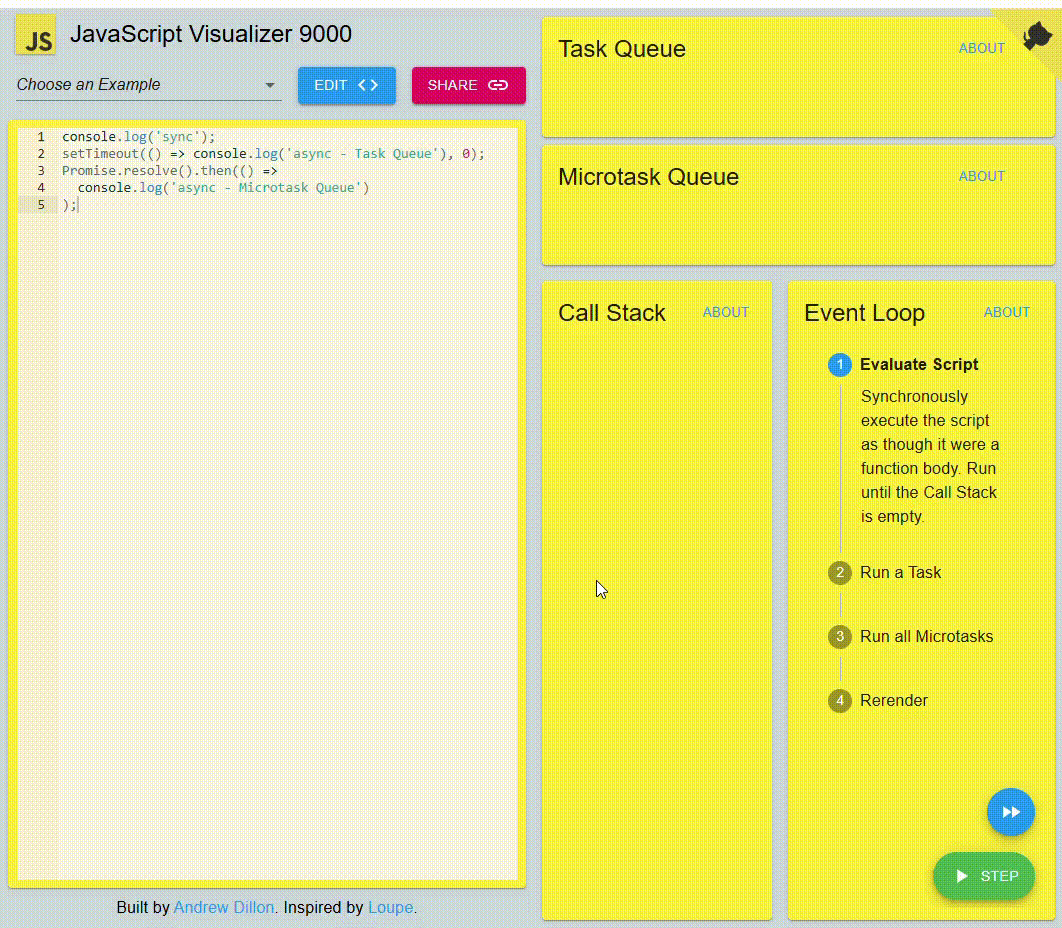 JS
JavaScript Visualizer 9000
Choose an Example
EDIT <>
SHARE
1 console.log('sync');
2 setTimeout(() => console.log('async - Task Queue'), 0);
3 Promise.resolve().then(() =>
4 console.log('async - Microtask Queue')
5 );
Built by Andrew Dillon. Inspired by Loupe.
Task Queue
ABOUT
Microtask Queue
ABOUT
Call Stack
ABOUT
Event Loop
ABOUT
1 Evaluate Script
Synchronously
execute the script
as though it were a
function body. Run
until the Call Stack
is empty.
2 Run a Task
3 Run all Microtasks
4 Rerender
STEP